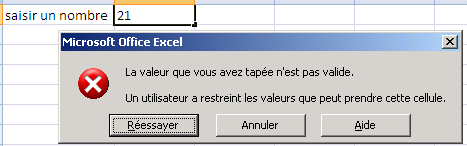 saisir un nombre 21
Microsoft Office Excel
La valeur que vous avez tapée n'est pas valide.
Un utilisateur a restreint les valeurs que peut prendre cette cellule.
Réessayer Annuler Aide